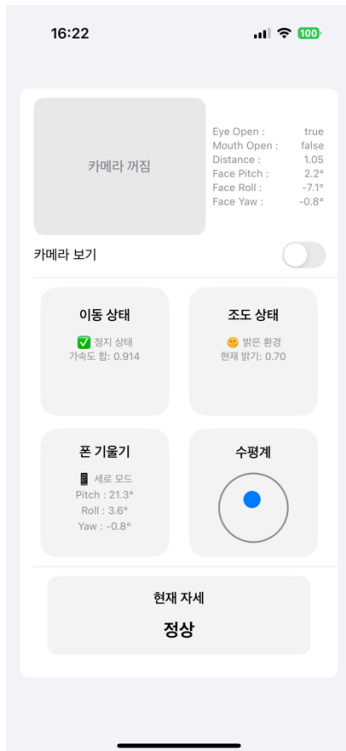 16:22
100
카메라 꺼짐
Eye Open : true
Mouth Open : false
Distance : 1.05
Face Pitch : 2.2°
Face Roll : -7.1°
Face Yaw : -0.8°
카메라 보기
이동 상태
정지 상태
가속도 합: 0.914
조도 상태
밝은 환경
현재 밝기: 0.70
폰 기울기
세로 모드
Pitch : 21.3°
Roll : 3.6°
Yaw : -0.8°
수평계
현재 자세
정상